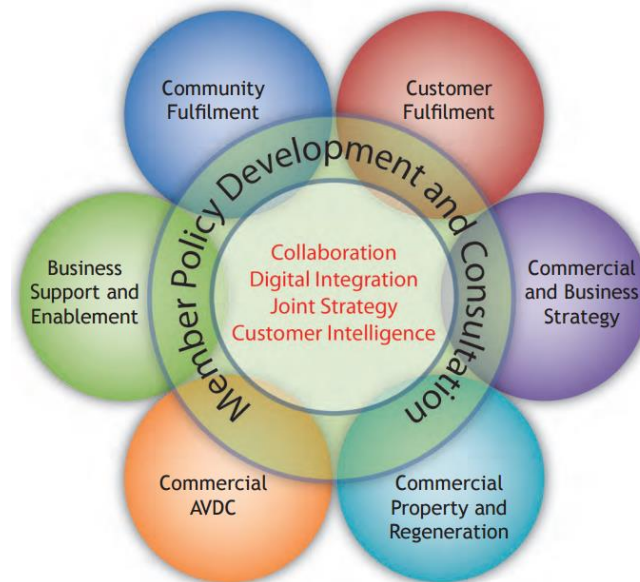 Community
Fulfilment
Customer
Fulfilment
Member Policy Development and Consultation
Business
Support and
Enablement
Collaboration
Digital Integration
Joint Strategy
Customer Intelligence
Commercial
and Business
Strategy
Commercial
AVDC
Commercial
Property and
Regeneration